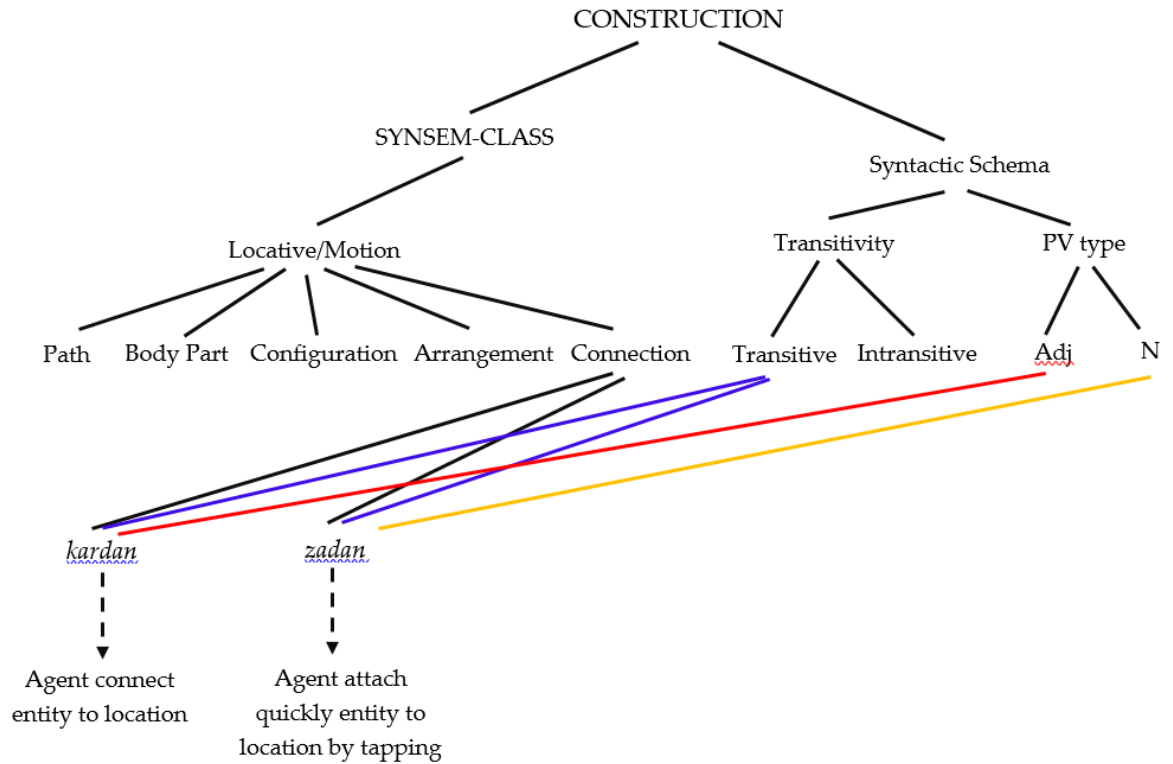 CONSTRUCTION
SYNSEM-CLASS
Syntactic Schema
Locative/Motion
Transitivity
PV type
Path
Body Part
Configuration
Arrangement
Connection
Transitive
Intransitive
Adj
N
kardan
zadan
Agent connect
entity to location
Agent attach
quickly entity to
location by tapping